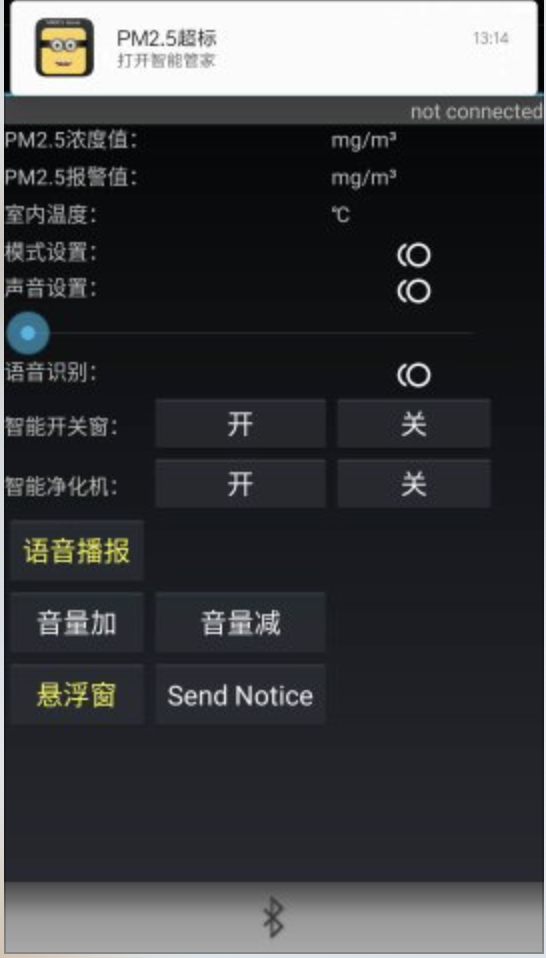 PM2.5超标 13:14
打开智能管家
not connected
PM2.5浓度值： mg/m³
PM2.5报警值： mg/m³
室内温度： ℃
模式设置：
声音设置：
语音识别：
智能开关窗： 开 关
智能净化机： 开 关
语音播报
音量加 音量减
悬浮窗 Send Notice